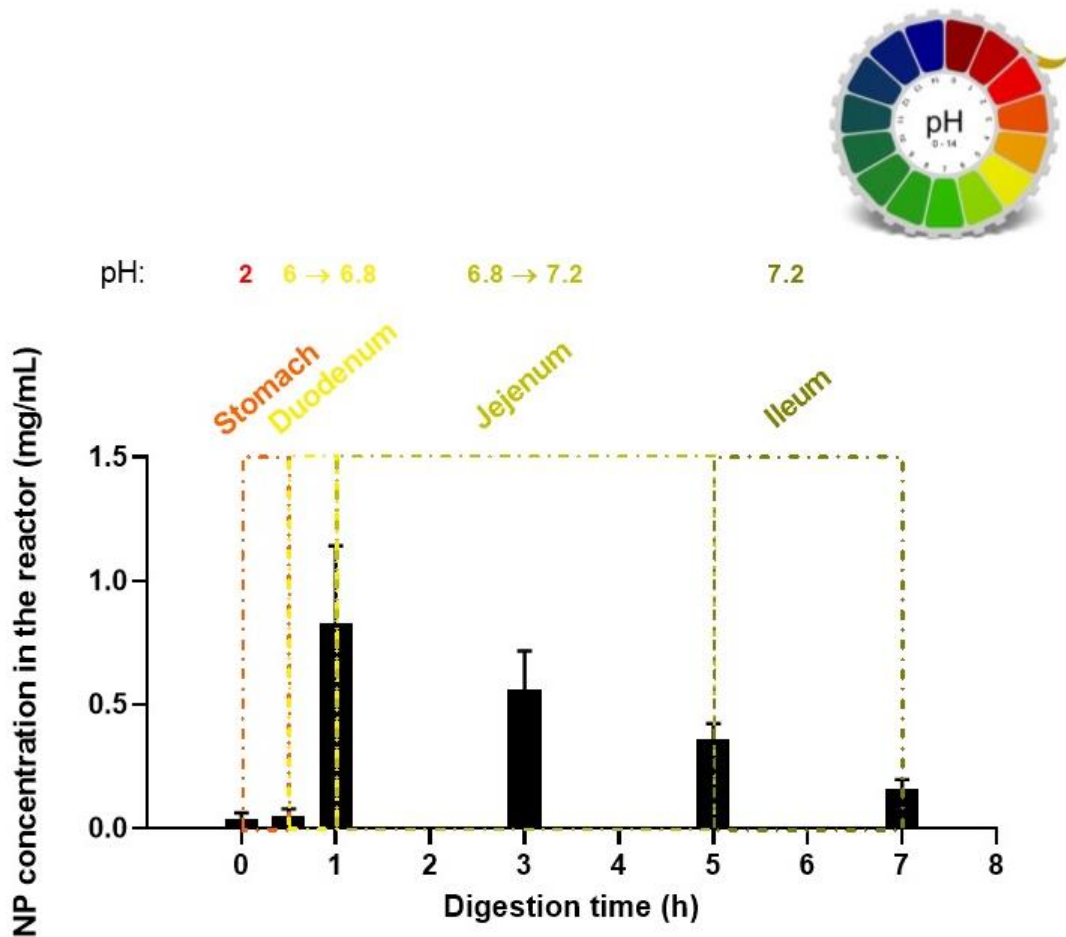 pH
0 - 14
pH: 2 6 → 6.8 6.8 → 7.2 7.2
Stomach
Duodenum
Jejenum
Ileum
NP concentration in the reactor (mg/mL)
1.5
1.0
0.5
0.0
0 1 2 3 4 5 6 7 8
Digestion time (h)